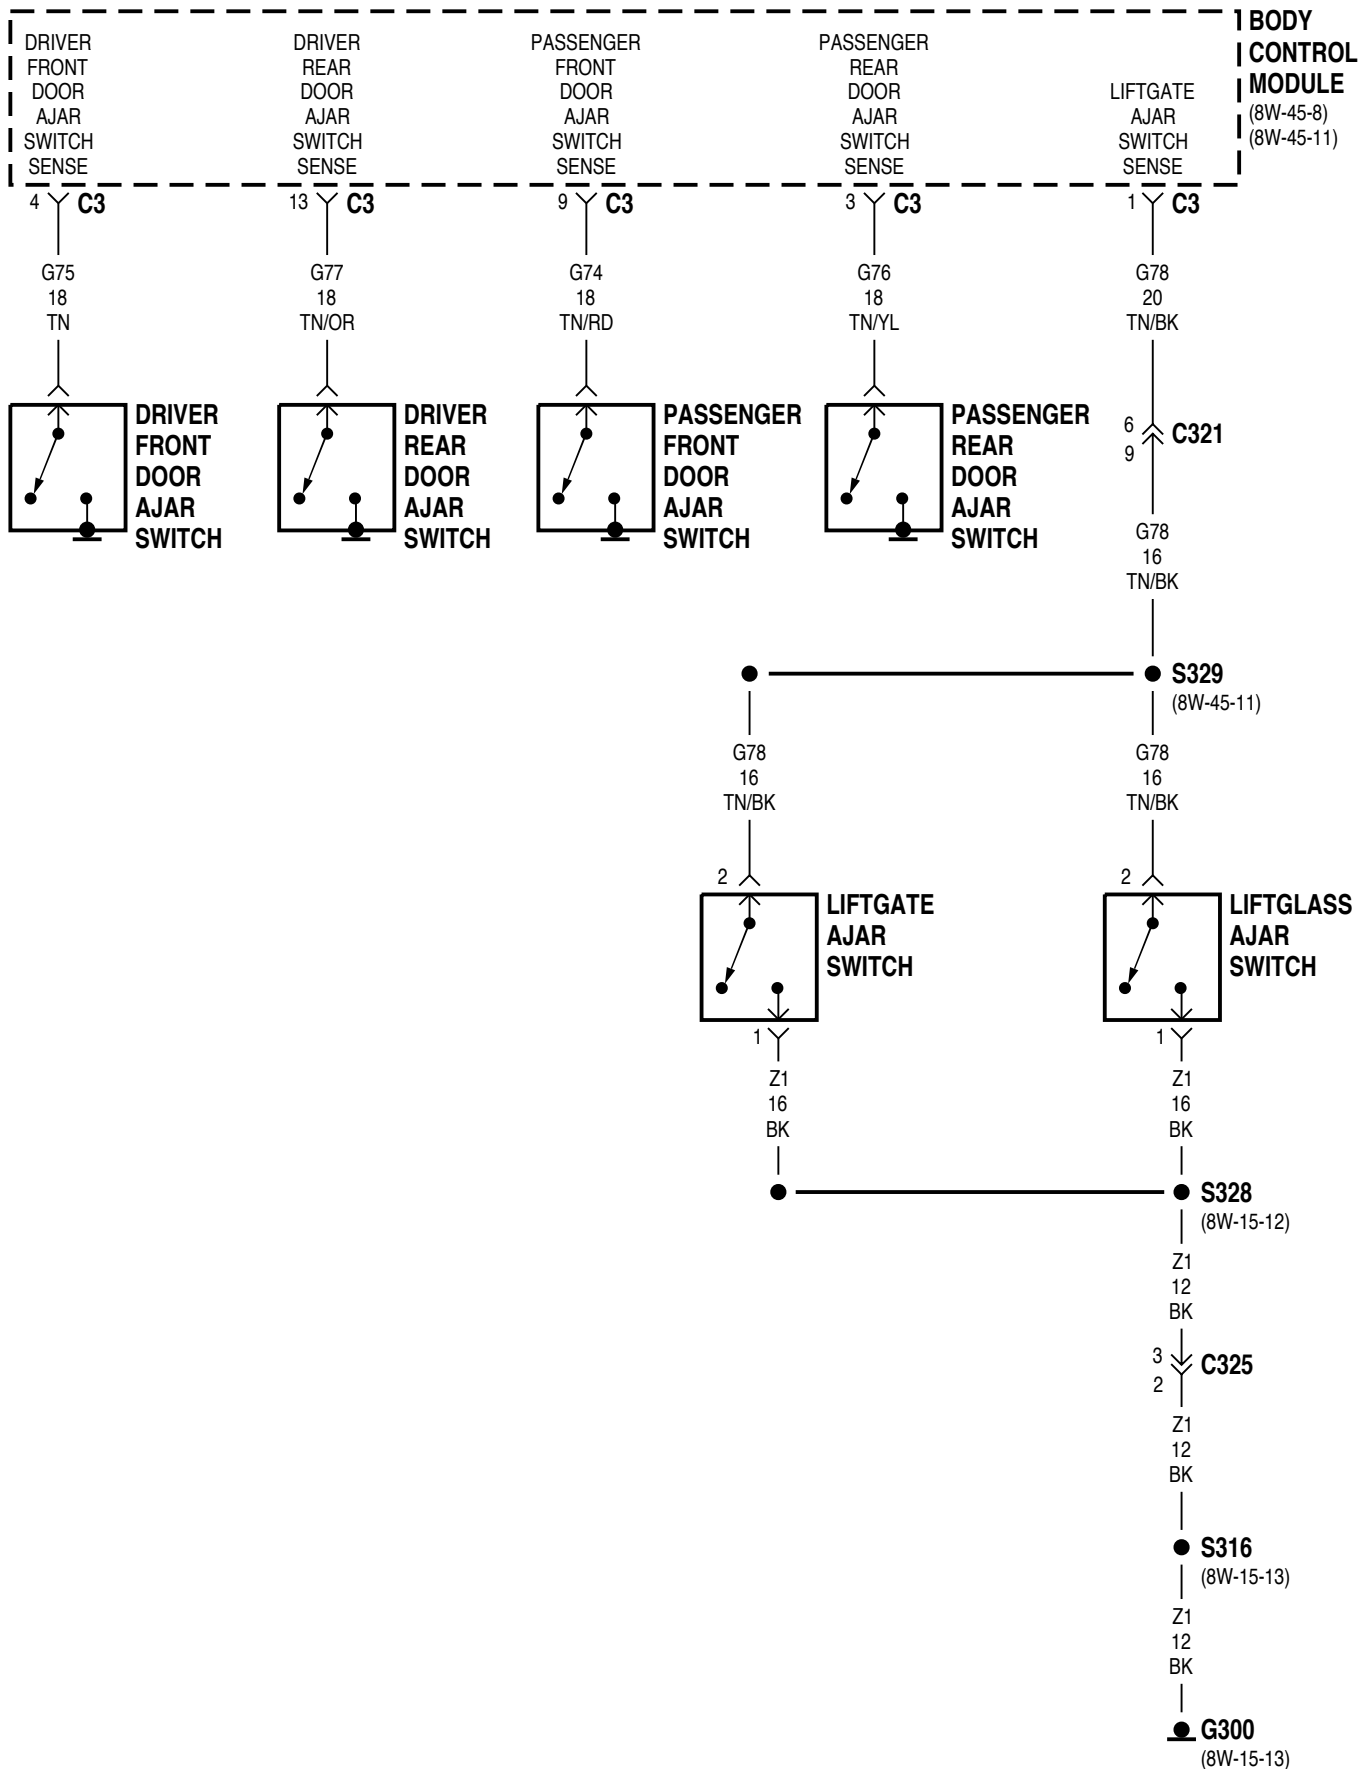 BODY
CONTROL
MODULE
(8W-45-8)
(8W-45-11)
DRIVER
FRONT
DOOR
AJAR
SWITCH
SENSE
DRIVER
REAR
DOOR
AJAR
SWITCH
SENSE
PASSENGER
FRONT
DOOR
AJAR
SWITCH
SENSE
PASSENGER
REAR
DOOR
AJAR
SWITCH
SENSE
LIFTGATE
AJAR
SWITCH
SENSE
4 C3
13 C3
9 C3
3 C3
1 C3
G75
18
TN
G77
18
TN/OR
G74
18
TN/RD
G76
18
TN/YL
G78
20
TN/BK
DRIVER
FRONT
DOOR
AJAR
SWITCH
DRIVER
REAR
DOOR
AJAR
SWITCH
PASSENGER
FRONT
DOOR
AJAR
SWITCH
PASSENGER
REAR
DOOR
AJAR
SWITCH
6
9
C321
G78
16
TN/BK
S329
(8W-45-11)
G78
16
TN/BK
G78
16
TN/BK
2
LIFTGATE
AJAR
SWITCH
2
LIFTGLASS
AJAR
SWITCH
1
1
Z1
16
BK
Z1
16
BK
S328
(8W-15-12)
Z1
12
BK
3
2
C325
Z1
12
BK
S316
(8W-15-13)
Z1
12
BK
G300
(8W-15-13)